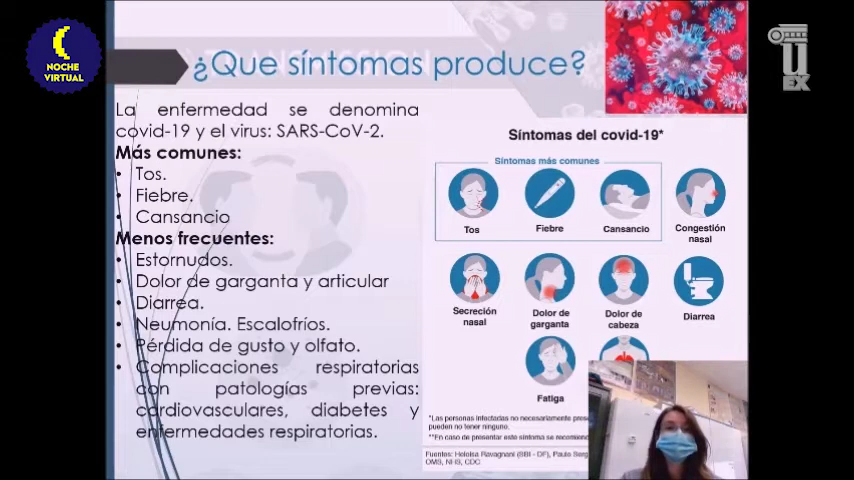 NOCHE
VIRTUAL
¿Que síntomas produce?
UEX
La enfermedad se denomina
covid-19 y el virus: SARS-CoV-2.
Más comunes:
• Tos.
• Fiebre.
• Cansancio
Menos frecuentes:
• Estornudos.
• Dolor de garganta y articular
• Diarrea.
• Neumonía. Escalofríos.
• Pérdida de gusto y olfato.
• Complicaciones respiratorias
con patologías previas:
cardiovasculares, diabetes y
enfermedades respiratorias.
Síntomas del covid-19*
Síntomas más comunes
Tos
Fiebre
Cansancio
Congestión
nasal
Secreción
nasal
Dolor de
garganta
Dolor de
cabeza
Diarrea
Fatiga
*Las personas infectadas no necesariamente
pueden no tener ninguno.
**En caso de presentar este síntoma se
Fuentes: Heloisa Ravagnani (SBI - DF), Paulo
OMS, NHS, CDC